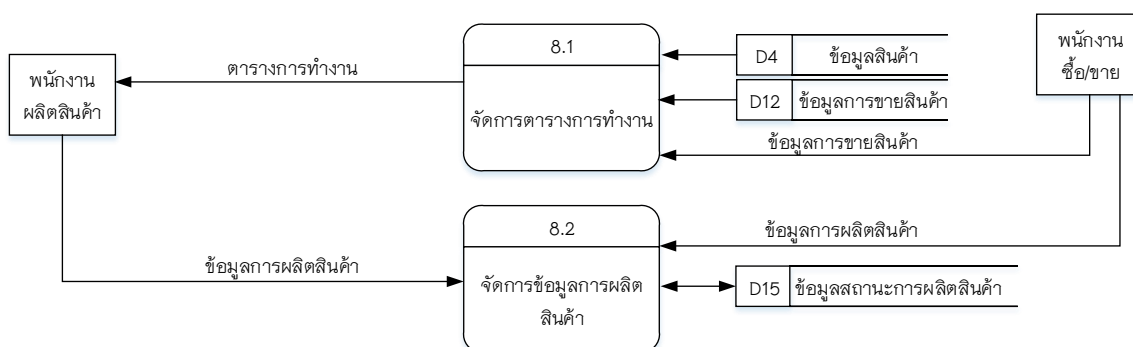 พนักงาน
ผลิตสินค้า
ตารางการทำงาน
8.1
จัดการตารางการทำงาน
D4 ข้อมูลสินค้า
D12 ข้อมูลการขายสินค้า
ข้อมูลการขายสินค้า
พนักงาน
ซื้อ/ขาย
ข้อมูลการผลิตสินค้า
8.2
จัดการข้อมูลการผลิต
สินค้า
ข้อมูลการผลิตสินค้า
D15 ข้อมูลสถานะการผลิตสินค้า